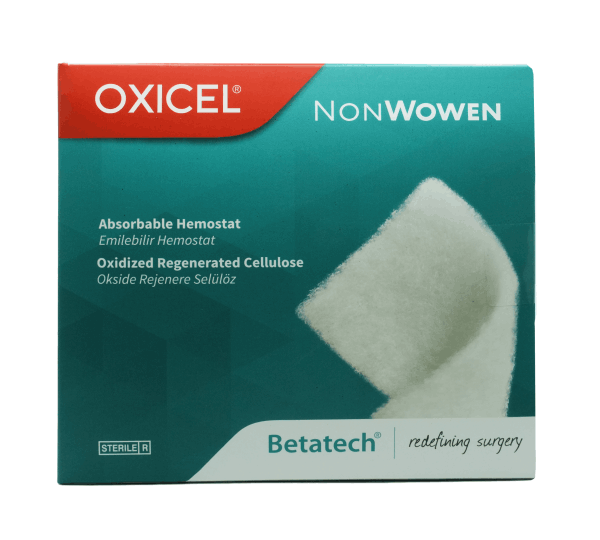 OXICEL®
NONWOWEN
Absorbable Hemostat
Emilebilir Hemostat
Oxidized Regenerated Cellulose
Okside Rejenere Selülöz
STERILE R
Betatech®
redefining surgery